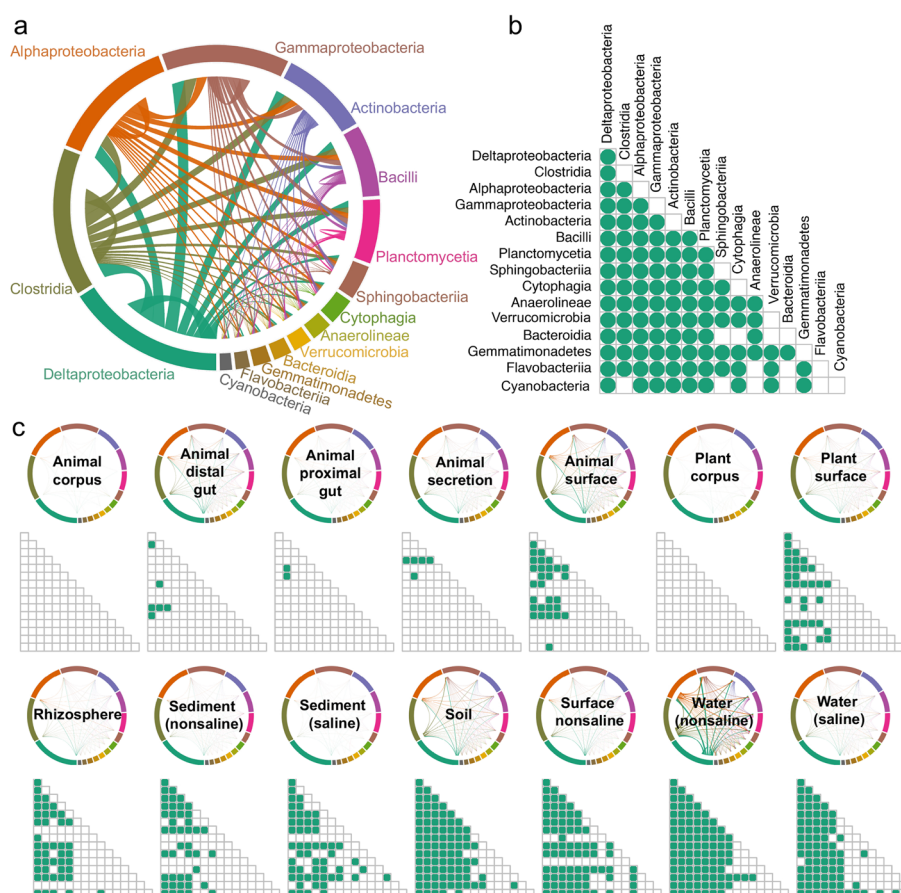 a
Alphaproteobacteria
Gammaproteobacteria
Actinobacteria
Bacilli
Planctomycetia
Sphingobacteriia
Cytophagia
Anaerolineae
Verrucomicrobia
Bacteroidia
Gemmatimonadetes
Flavobacteriia
Cyanobacteria
Deltaproteobacteria
Clostridia
b
Deltaproteobacteria
Clostridia
Alphaproteobacteria
Gammaproteobacteria
Actinobacteria
Bacilli
Planctomycetia
Sphingobacteriia
Cytophagia
Anaerolineae
Verrucomicrobia
Bacteroidia
Gemmatimonadetes
Flavobacteriia
Cyanobacteria
Deltaproteobacteria
Clostridia
Alphaproteobacteria
Gammaproteobacteria
Actinobacteria
Bacilli
Planctomycetia
Sphingobacteriia
Cytophagia
Anaerolineae
Verrucomicrobia
Bacteroidia
Gemmatimonadetes
Flavobacteriia
Cyanobacteria
c
Animal
corpus
Animal
distal
gut
Animal
proximal
gut
Animal
secretion
Animal
surface
Plant
corpus
Plant
surface
Rhizosphere
Sediment
(nonsaline)
Sediment
(saline)
Soil
Surface
nonsaline
Water
(nonsaline)
Water
(saline)